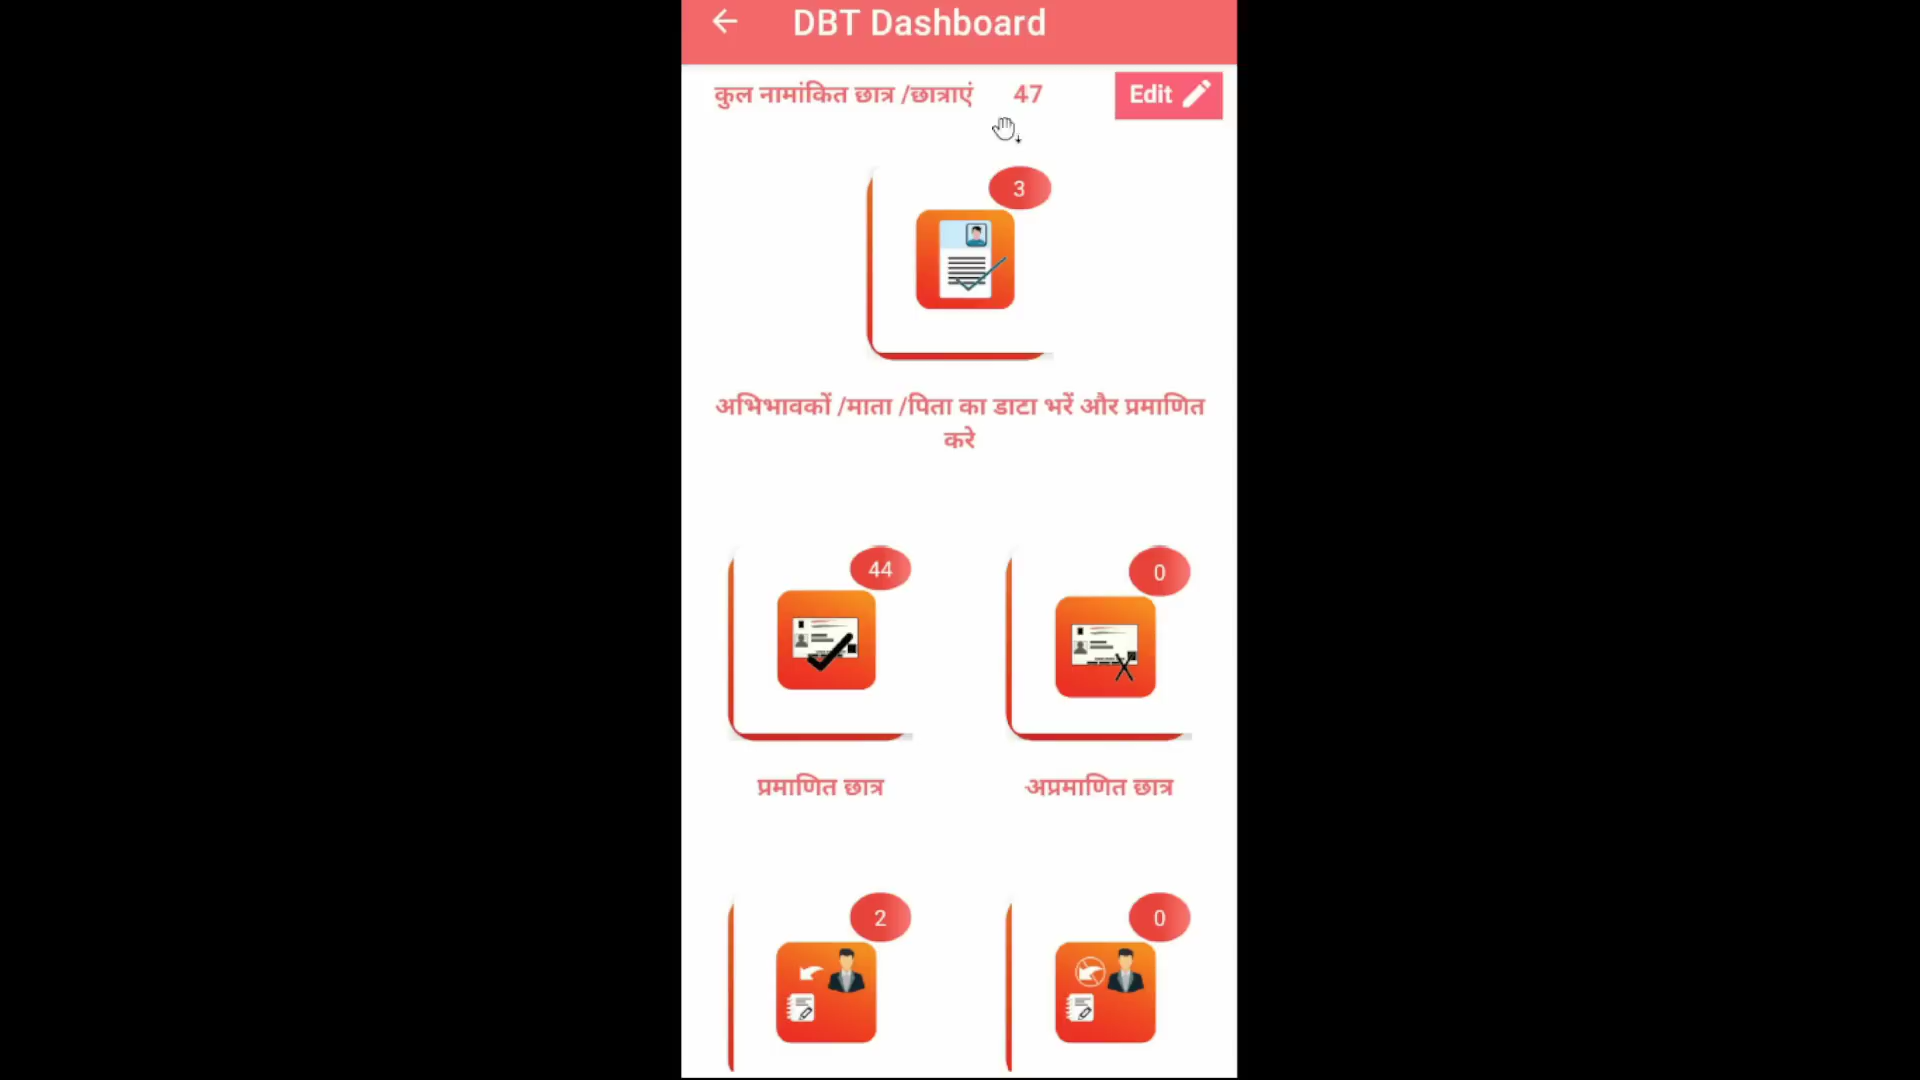 DBT Dashboard
कुल नामांकित छात्र /छात्राएं 47
Edit
3
अभिभावकों /माता /पिता का डाटा भरें और प्रमाणित
करे
44 0
प्रमाणित छात्र अप्रमाणित छात्र
2 0